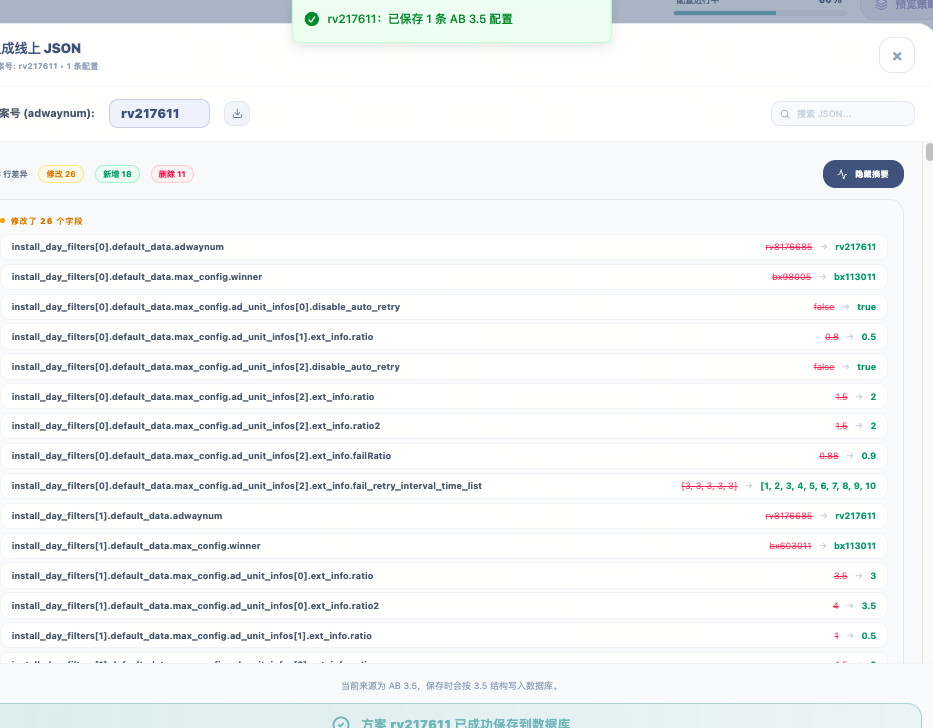 配置进行中 60%
预览策略
rv217611：已保存 1 条 AB 3.5 配置
成线上 JSON
案号: rv217611 • 1 条配置
案号 (adwaynum):
rv217611
搜索 JSON...
行差异 修改 26 新增 18 删除 11
隐藏摘要
修改了 26 个字段
install_day_filters[0].default_data.adwaynum rv8176685 → rv217611
install_day_filters[0].default_data.max_config.winner bx98005 → bx113011
install_day_filters[0].default_data.max_config.ad_unit_infos[0].disable_auto_retry false → true
install_day_filters[0].default_data.max_config.ad_unit_infos[1].ext_info.ratio 0.8 → 0.5
install_day_filters[0].default_data.max_config.ad_unit_infos[2].disable_auto_retry false → true
install_day_filters[0].default_data.max_config.ad_unit_infos[2].ext_info.ratio 1.5 → 2
install_day_filters[0].default_data.max_config.ad_unit_infos[2].ext_info.ratio2 1.5 → 2
install_day_filters[0].default_data.max_config.ad_unit_infos[2].ext_info.failRatio 0.88 → 0.9
install_day_filters[0].default_data.max_config.ad_unit_infos[2].ext_info.fail_retry_interval_time_list [3, 3, 3, 3, 3] → [1, 2, 3, 4, 5, 6, 7, 8, 9, 10
install_day_filters[1].default_data.adwaynum rv8176685 → rv217611
install_day_filters[1].default_data.max_config.winner bx603011 → bx113011
install_day_filters[1].default_data.max_config.ad_unit_infos[0].ext_info.ratio 3.5 → 3
install_day_filters[1].default_data.max_config.ad_unit_infos[0].ext_info.ratio2 4 → 3.5
install_day_filters[1].default_data.max_config.ad_unit_infos[1].ext_info.ratio 1 → 0.5
当前来源为 AB 3.5，保存时会按 3.5 结构写入数据库。
方案 rv217611 已成功保存到数据库